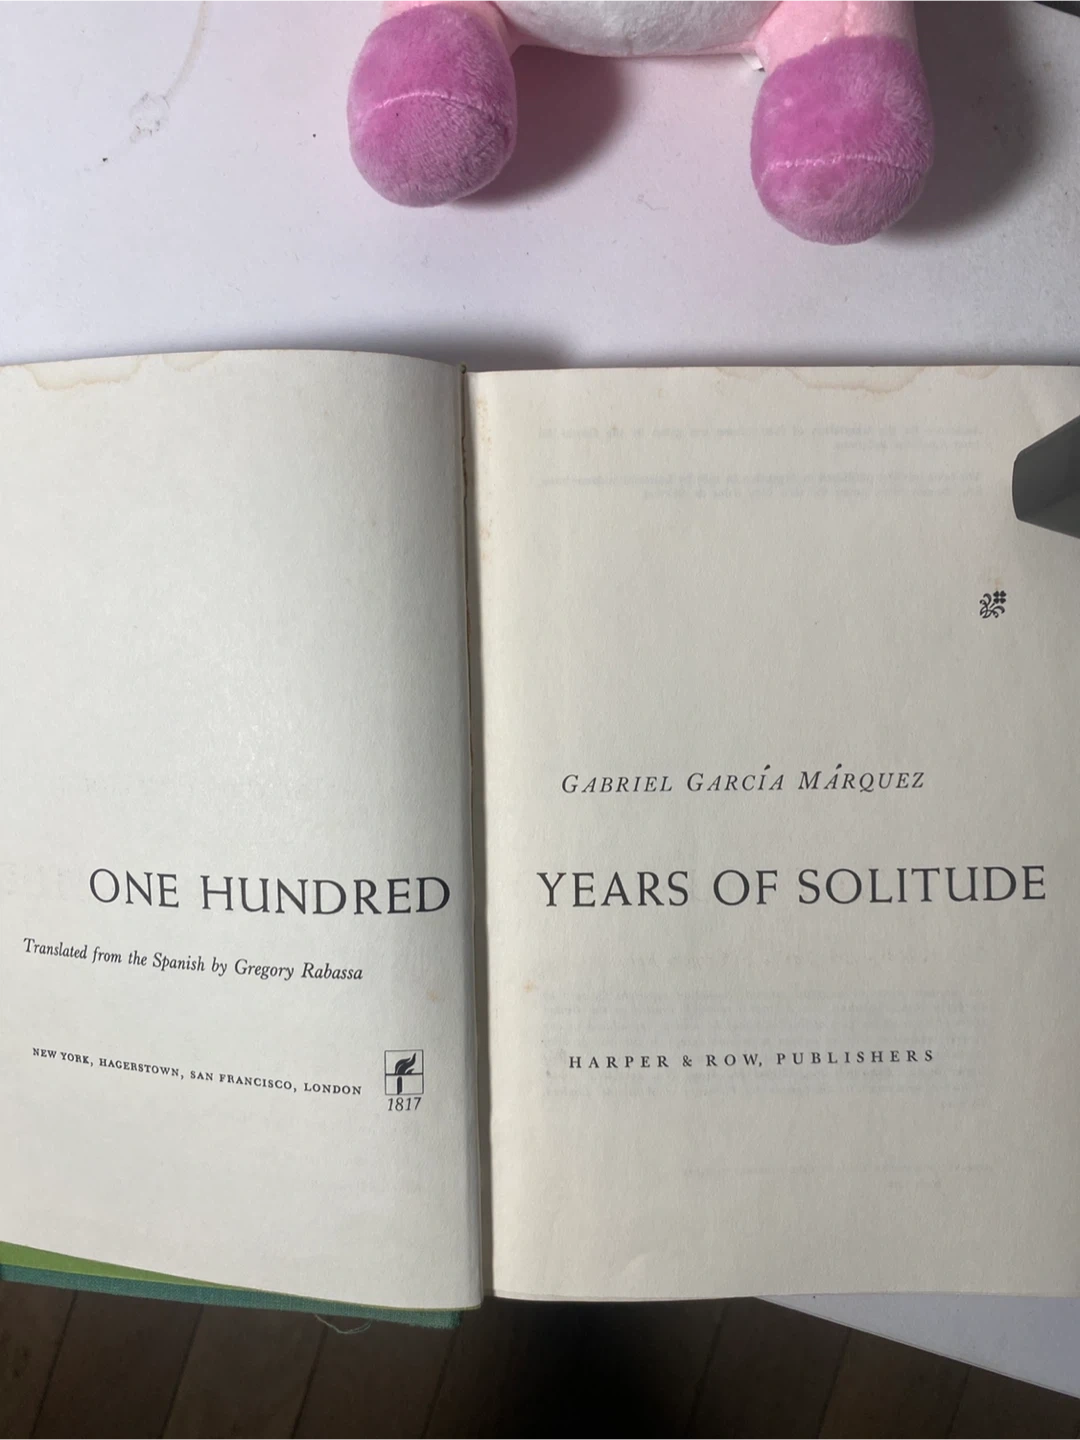 ONE HUNDRED
Translated from the Spanish by Gregory Rabassa
NEW YORK, HAGERSTOWN, SAN FRANCISCO, LONDON
1817
GABRIEL GARCÍA MÁRQUEZ
YEARS OF SOLITUDE
HARPER & ROW, PUBLISHERS